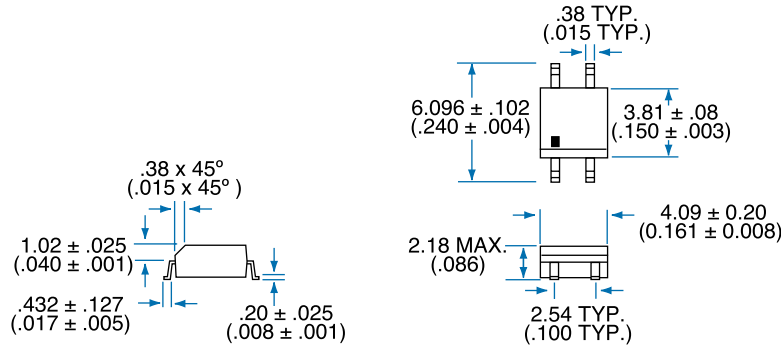 .38 TYP.
(.015 TYP.)
6.096 ± .102
(.240 ± .004)
3.81 ± .08
(.150 ± .003)
.38 x 45º
(.015 x 45º )
1.02 ± .025
(.040 ± .001)
.432 ± .127
(.017 ± .005)
.20 ± .025
(.008 ± .001)
4.09 ± 0.20
(0.161 ± 0.008)
2.18 MAX.
(.086)
2.54 TYP.
(.100 TYP.)